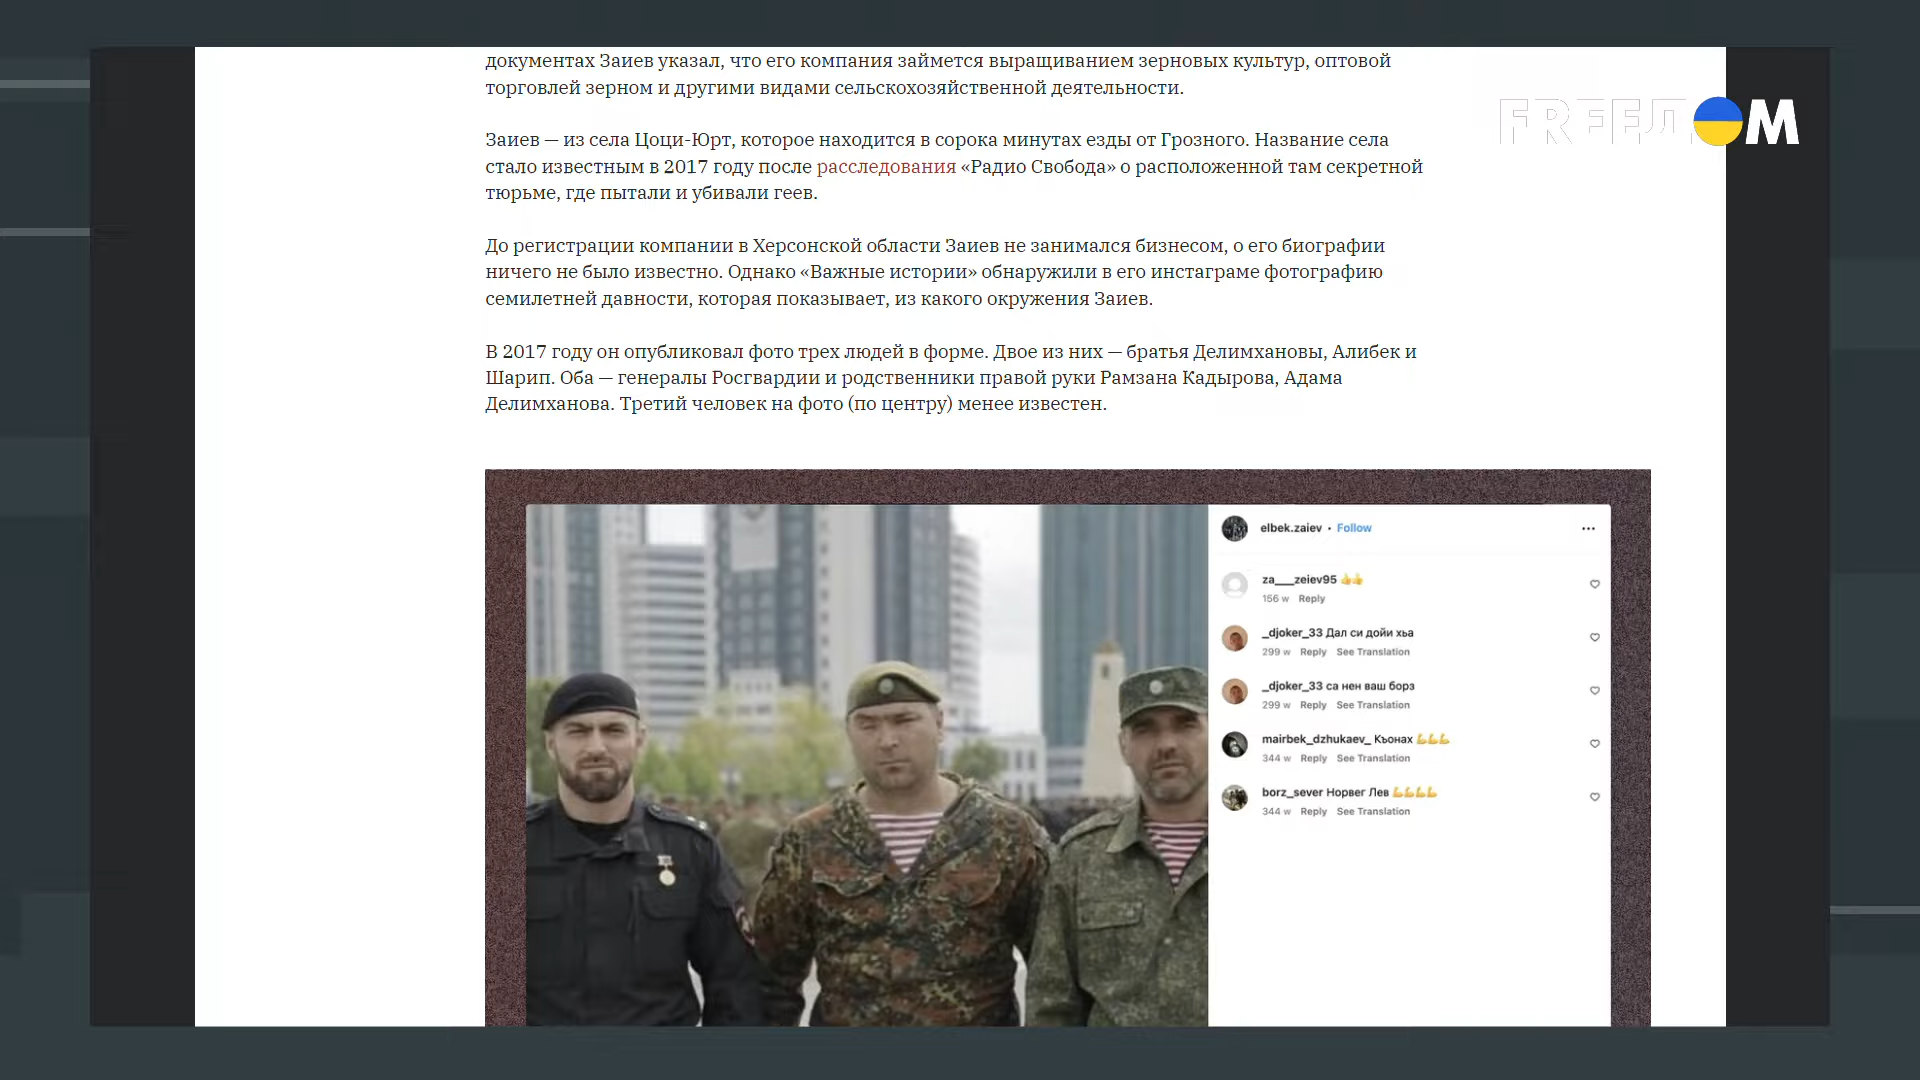 документах Заиев указал, что его компания займется выращиванием зерновых культур, оптовой
торговлей зерном и другими видами сельскохозяйственной деятельности.
FREEДOM
Заиев — из села Цоци-Юрт, которое находится в сорока минутах езды от Грозного. Название села
стало известным в 2017 году после расследования «Радио Свобода» о расположенной там секретной
тюрьме, где пытали и убивали геев.
До регистрации компании в Херсонской области Заиев не занимался бизнесом, о его биографии
ничего не было известно. Однако «Важные истории» обнаружили в его инстаграме фотографию
семилетней давности, которая показывает, из какого окружения Заиев.
В 2017 году он опубликовал фото трех людей в форме. Двое из них — братья Делимхановы, Алибек и
Шарип. Оба — генералы Росгвардии и родственники правой руки Рамзана Кадырова, Адама
Делимханова. Третий человек на фото (по центру) менее известен.
elbek.zaiev • Follow
za___zeiev95 👍👍
156 w Reply
_djoker_33 Дал си дойи хьа
299 w Reply See Translation
_djoker_33 са нен ваш борз
299 w Reply See Translation
mairbek_dzhukaev_ Къонах 💪💪💪
344 w Reply See Translation
borz_sever Норвег Лев 💪💪💪💪
344 w Reply See Translation